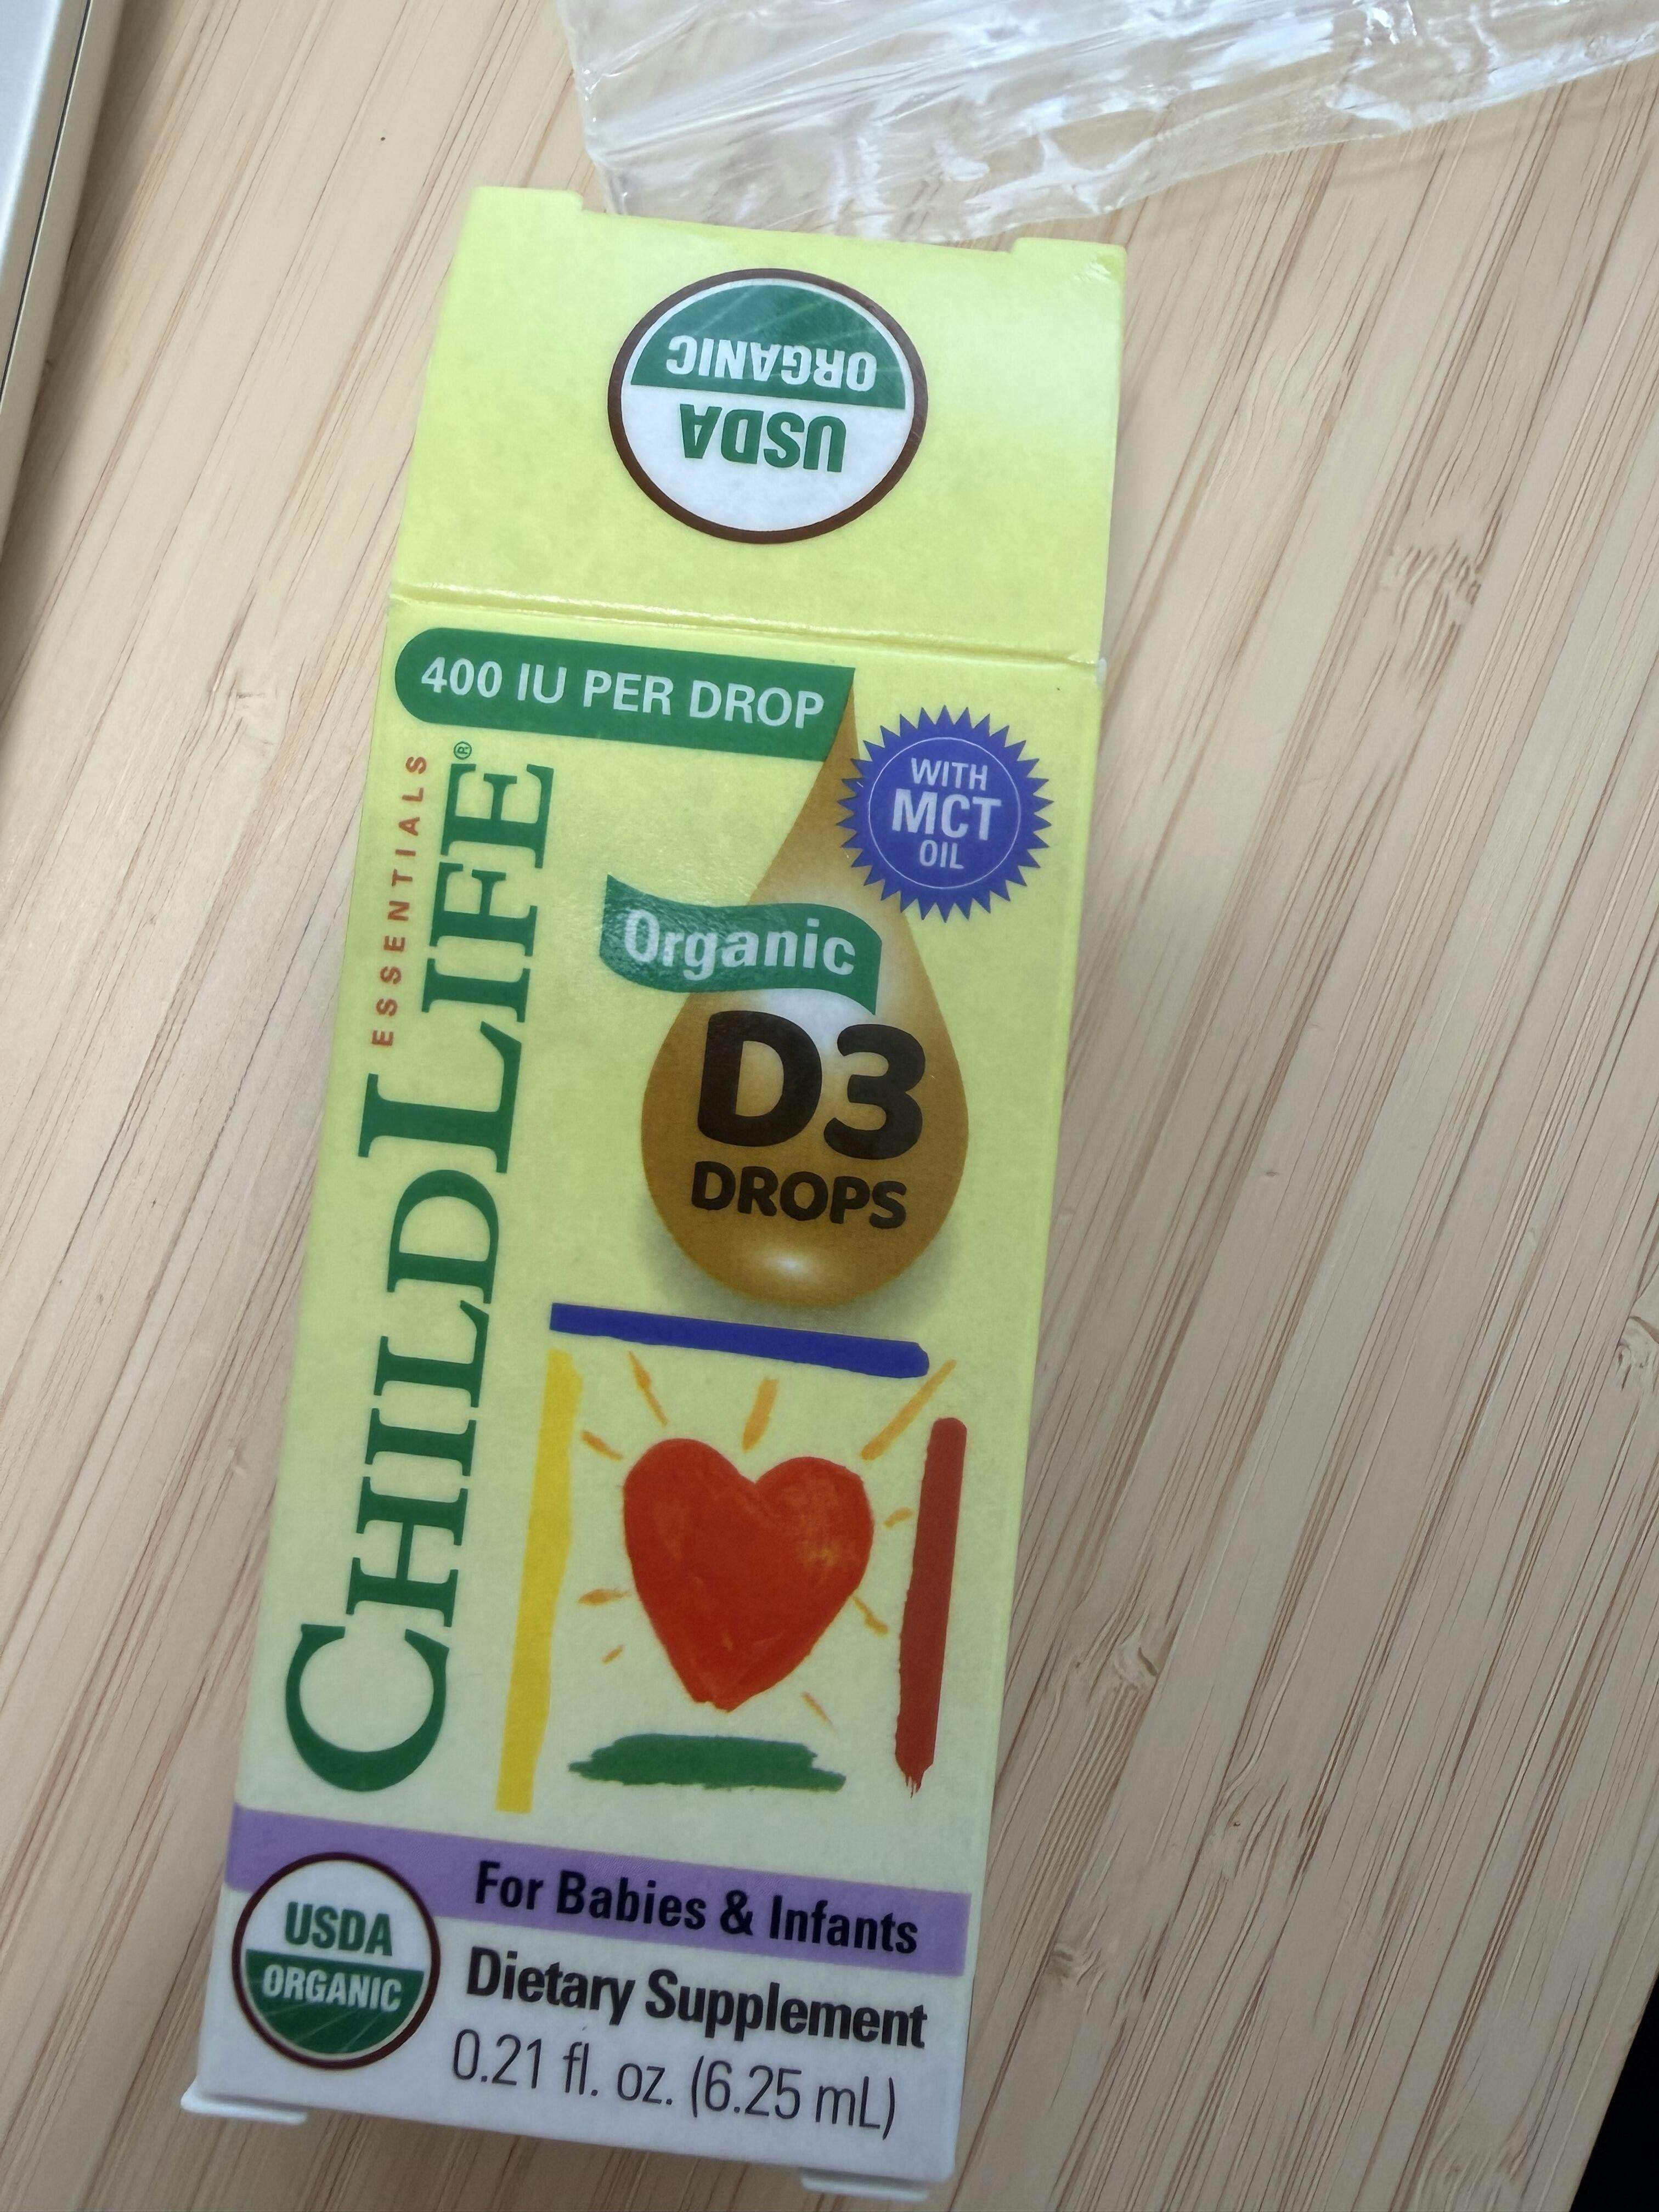 USDA
ORGANIC
400 IU PER DROP
WITH
MCT
OIL
ESSENTIALS
CHILDLIFE®
Organic
D3
DROPS
For Babies & Infants
USDA
ORGANIC
Dietary Supplement
0.21 fl. oz. (6.25 mL)